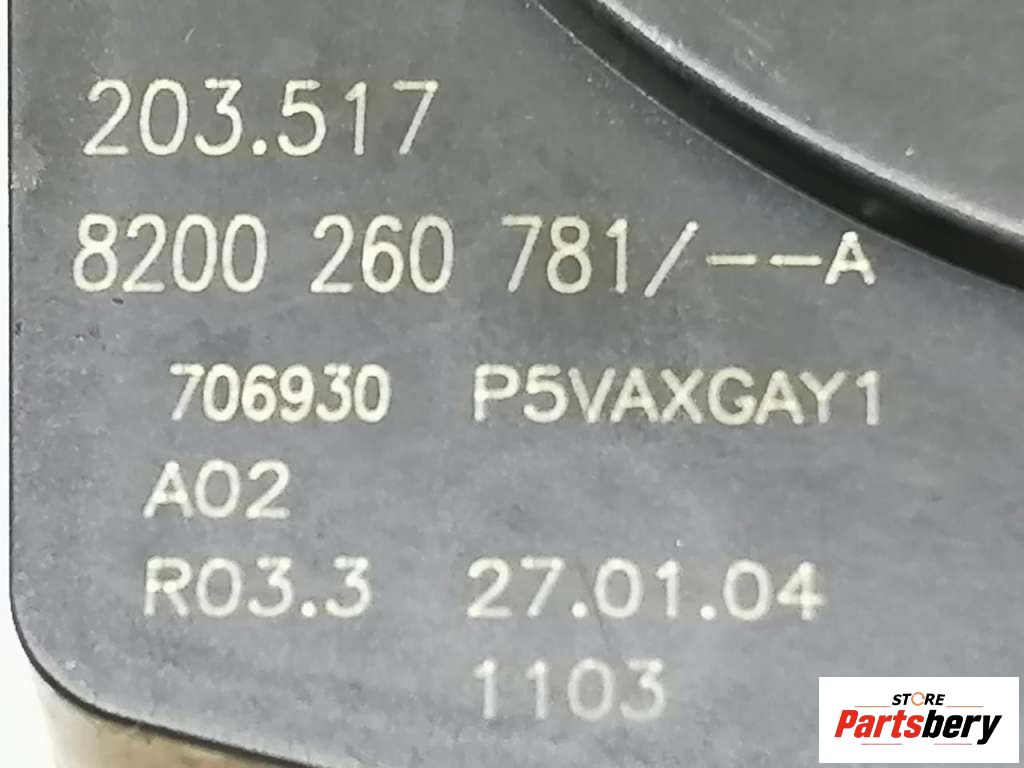 203.517
8200 260 781/--A
706930 P5VAXGAY1
A02
R03.3 27.01.04
1103
STORE
Partsbery